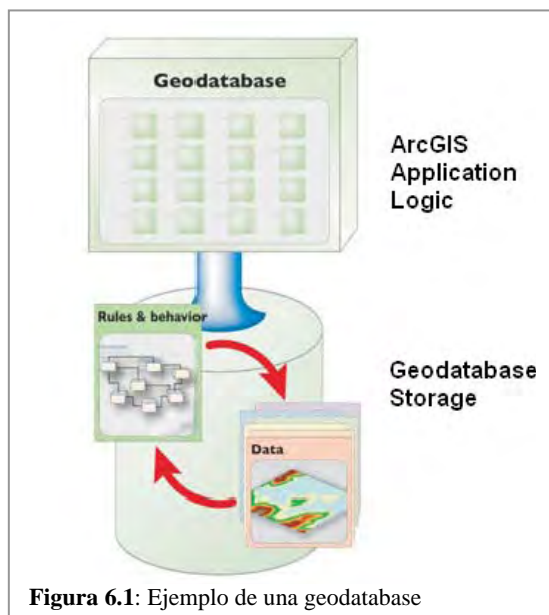 Geodatabase
ArcGIS
Application
Logic
Rules & behavior
Geodatabase
Storage
Data
Figura 6.1: Ejemplo de una geodatabase